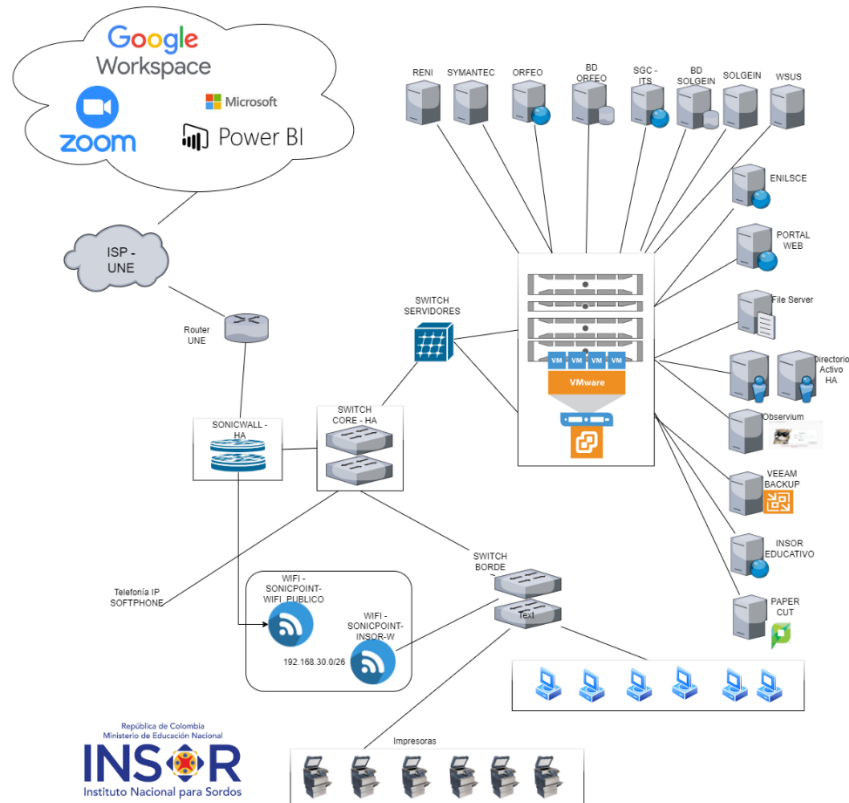 Google
Workspace
zoom
Microsoft
Power BI
ISP -
UNE
Router
UNE
SONICWALL -
HA
SWITCH
CORE - HA
SWITCH
SERVIDORES
RENI
SYMANTEC
ORFEO
BD
ORFEO
SGC -
ITS
BD
SOLGEIN
SOLGEIN
WSUS
ENILSCE
PORTAL
WEB
File Server
Directorio
Activo
HA
Observium
VEEAM
BACKUP
INSOR
EDUCATIVO
PAPER
CUT
VM VM VM VM
VMware
Telefonía IP
SOFTPHONE
WIFI -
SONICPOINT-
WIFI_PUBLICO
WIFI -
SONICPOINT-
INSOR-W
192.168.30.0/26
SWITCH
BORDE
Text
Impresoras
República de Colombia
Ministerio de Educación Nacional
INSOR
Instituto Nacional para Sordos